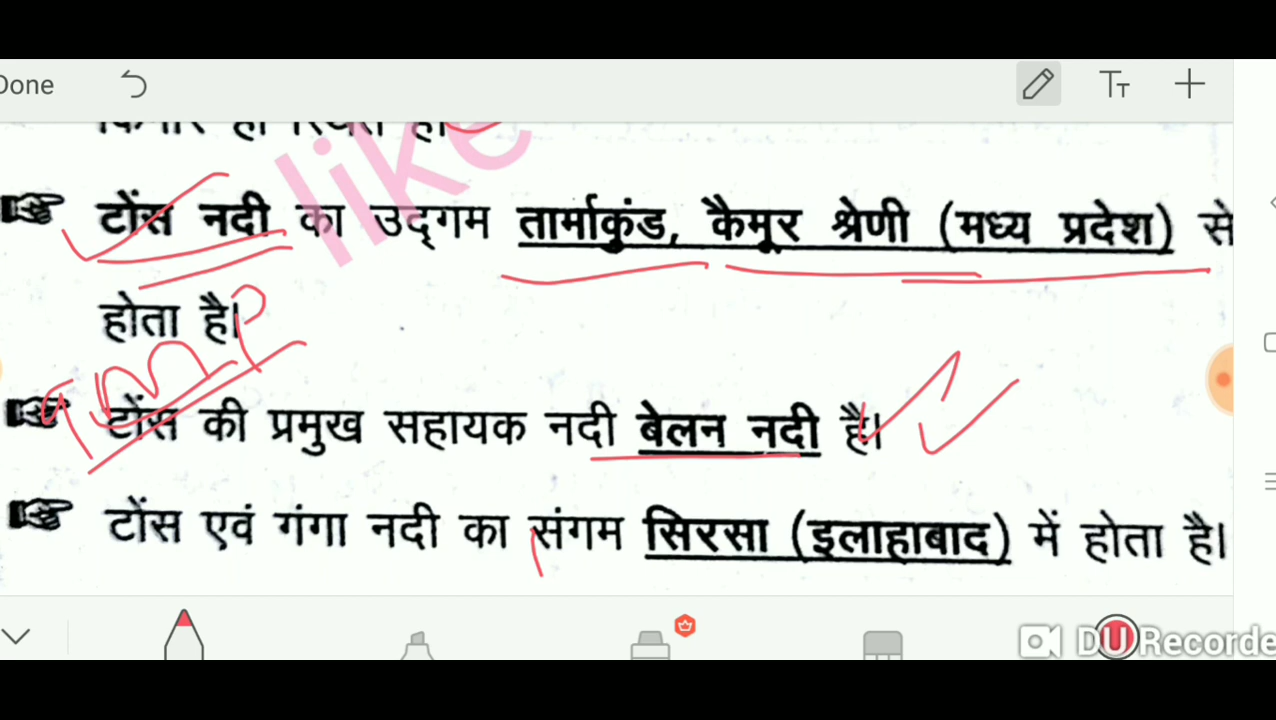 Done
like
टोंस नदी का उद्गम तार्माकुंड, कैमूर श्रेणी (मध्य प्रदेश) से
होता है।
IMP
टोंस की प्रमुख सहायक नदी बेलन नदी है।
टोंस एवं गंगा नदी का संगम सिरसा (इलाहाबाद) में होता है।
DU Recorde